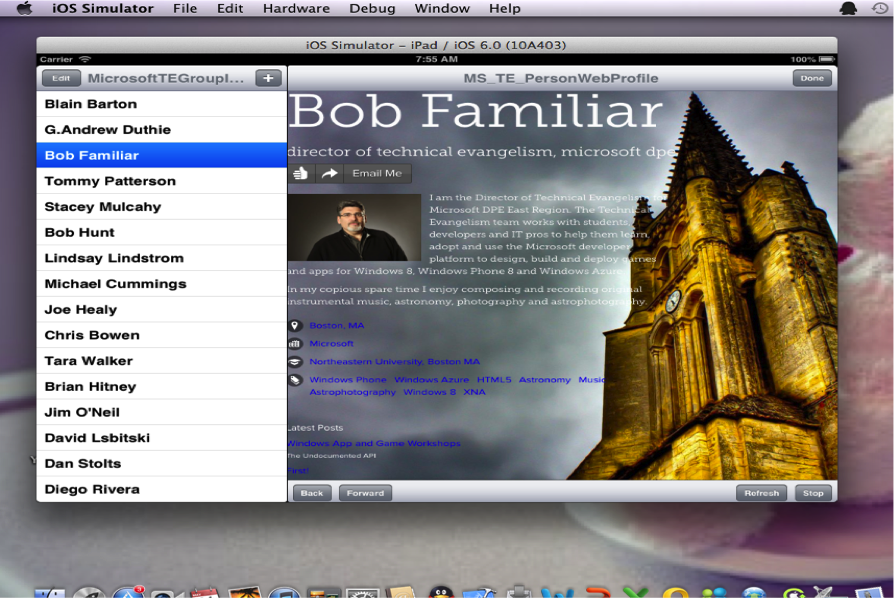 iOS Simulator File Edit Hardware Debug Window Help
iOS Simulator – iPad / iOS 6.0 (10A403)
Carrier 7:55 AM 100%
Edit MicrosoftTEGroupI... + MS_TE_PersonWebProfile Done
Blain Barton
G.Andrew Duthie
Bob Familiar
Tommy Patterson
Stacey Mulcahy
Bob Hunt
Lindsay Lindstrom
Michael Cummings
Joe Healy
Chris Bowen
Tara Walker
Brian Hitney
Jim O'Neil
David Lsbitski
Dan Stolts
Diego Rivera
Bob Familiar
director of technical evangelism, microsoft dpe
Email Me
I am the Director of Technical Evangelism for
Microsoft DPE East Region. The Technical
Evangelism team works with students,
developers and IT pros to help them learn,
adopt and use the Microsoft developer
platform to design, build and deploy games
and apps for Windows 8, Windows Phone 8 and Windows Azure.
In my copious spare time I enjoy composing and recording original
instrumental music, astronomy, photography and astrophotography.
Boston, MA
Microsoft
Northeastern University, Boston MA
Windows Phone Windows Azure HTML5 Astronomy Music
Astrophotography Windows 8 XNA
Latest Posts
Windows App and Game Workshops
The Undocumented API
First!
Back Forward Refresh Stop